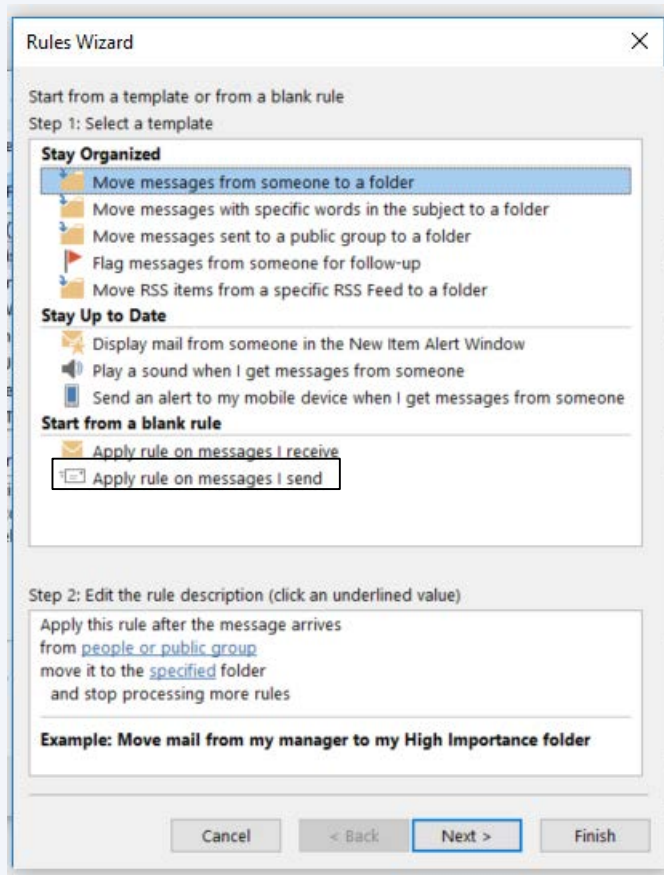 Rules Wizard
Start from a template or from a blank rule
Step 1: Select a template
Stay Organized
Move messages from someone to a folder
Move messages with specific words in the subject to a folder
Move messages sent to a public group to a folder
Flag messages from someone for follow-up
Move RSS items from a specific RSS Feed to a folder
Stay Up to Date
Display mail from someone in the New Item Alert Window
Play a sound when I get messages from someone
Send an alert to my mobile device when I get messages from someone
Start from a blank rule
Apply rule on messages I receive
Apply rule on messages I send
Step 2: Edit the rule description (click an underlined value)
Apply this rule after the message arrives
from people or public group
move it to the specified folder
and stop processing more rules
Example: Move mail from my manager to my High Importance folder
Cancel < Back Next > Finish